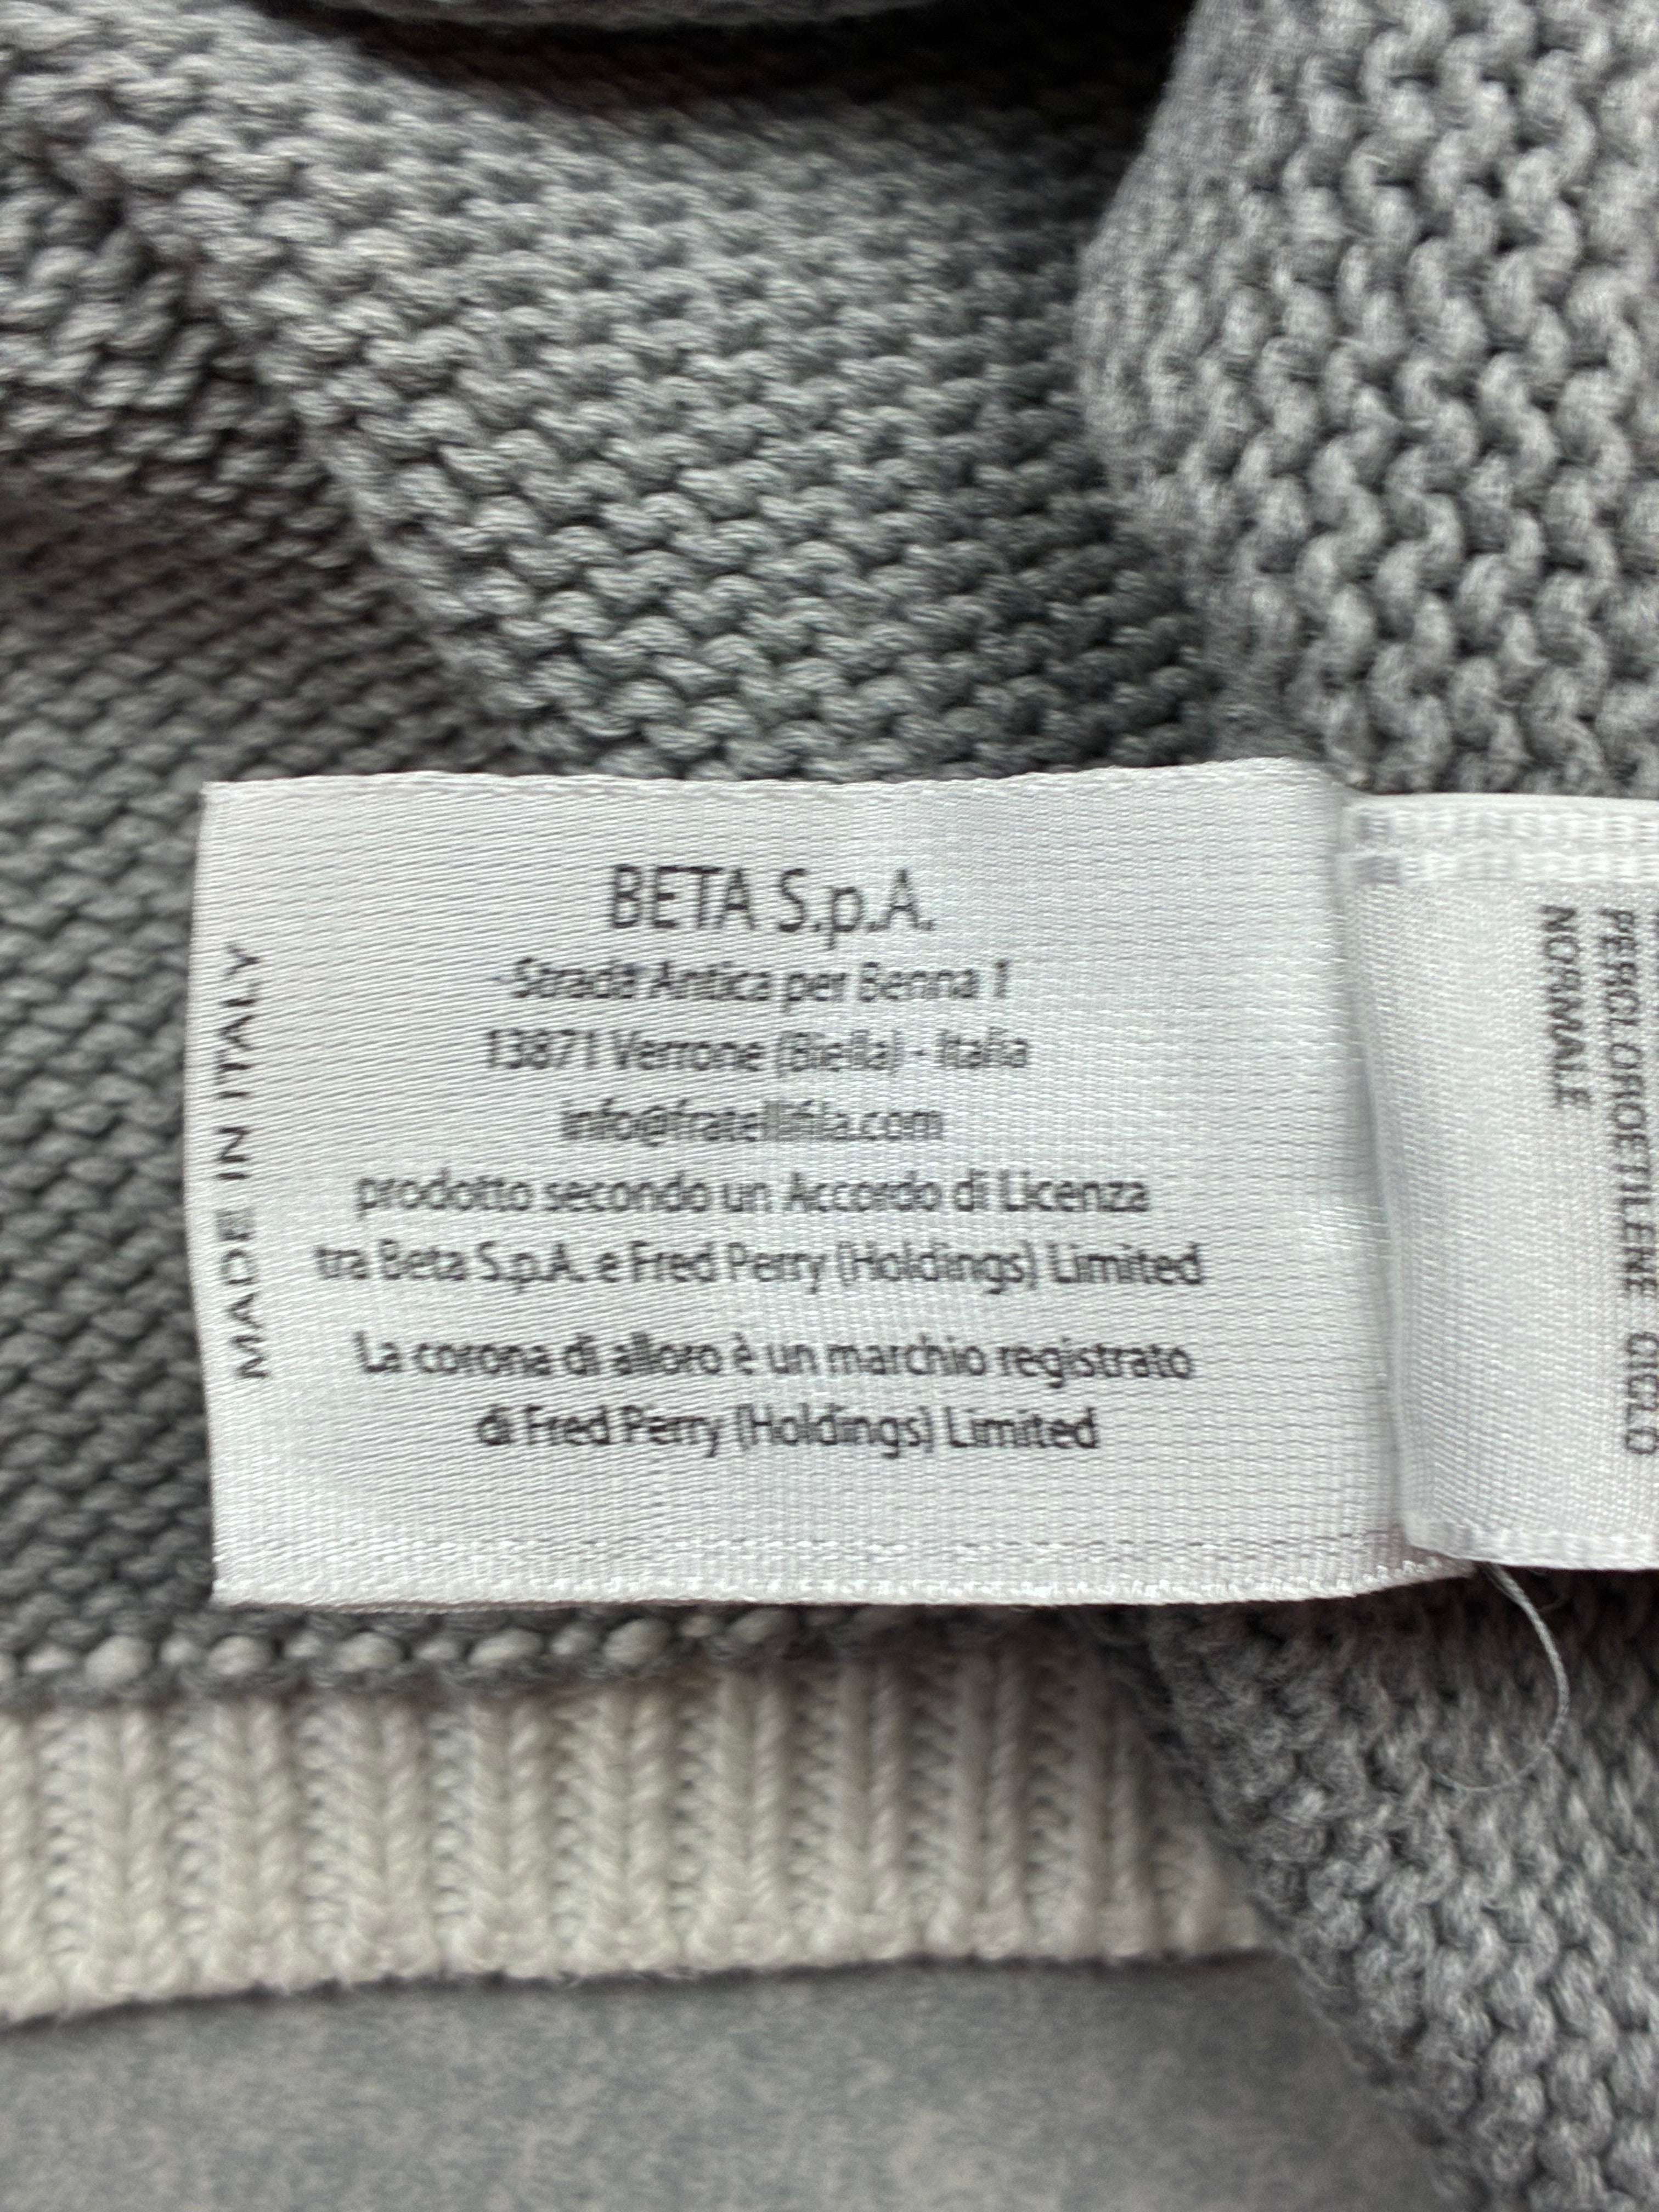 MADE IN ITALY
BETA S.p.A.
Strada Antica per Benna 1
13871 Verrone (Biella) - Italia
info@fratellifila.com
prodotto secondo un Accordo di Licenza
tra Beta S.p.A. e Fred Perry (Holdings) Limited
La corona di alloro è un marchio registrato
di Fred Perry (Holdings) Limited
PERCLOROETILENE CICLO
NORMALE